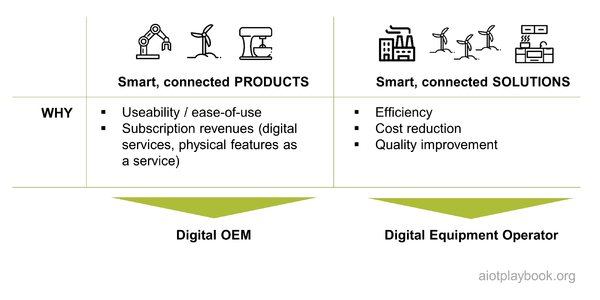 Smart, connected PRODUCTS
Smart, connected SOLUTIONS
WHY
▪ Useability / ease-of-use
▪ Subscription revenues (digital
services, physical features as
a service)
▪ Efficiency
▪ Cost reduction
▪ Quality improvement
Digital OEM
Digital Equipment Operator
aiotplaybook.org